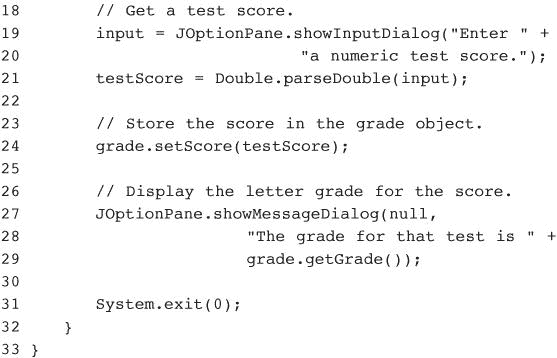 18 // Get a test score.
19 input = JOptionPane.showInputDialog("Enter " +
20 "a numeric test score.");
21 testScore = Double.parseDouble(input);
22
23 // Store the score in the grade object.
24 grade.setScore(testScore);
25
26 // Display the letter grade for the score.
27 JOptionPane.showMessageDialog(null,
28 "The grade for that test is " +
29 grade.getGrade());
30
31 System.exit(0);
32 }
33 }